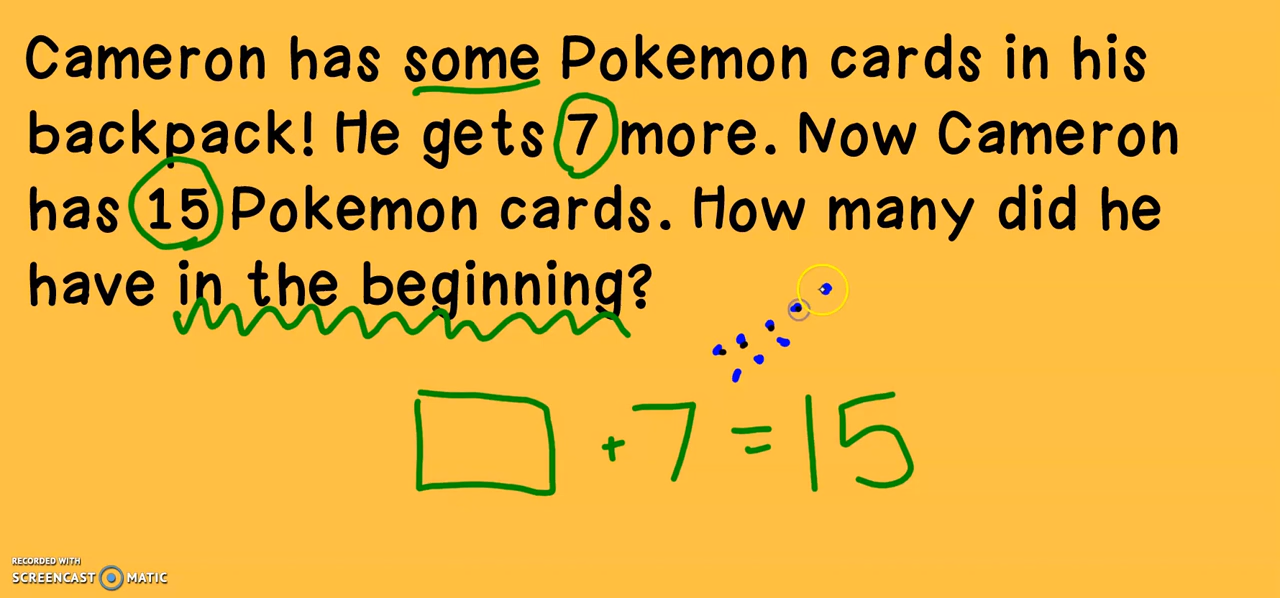 Cameron has some Pokemon cards in his
backpack! He gets 7 more. Now Cameron
has 15 Pokemon cards. How many did he
have in the beginning?
+ 7 = 15
RECORDED WITH
SCREENCAST MATIC